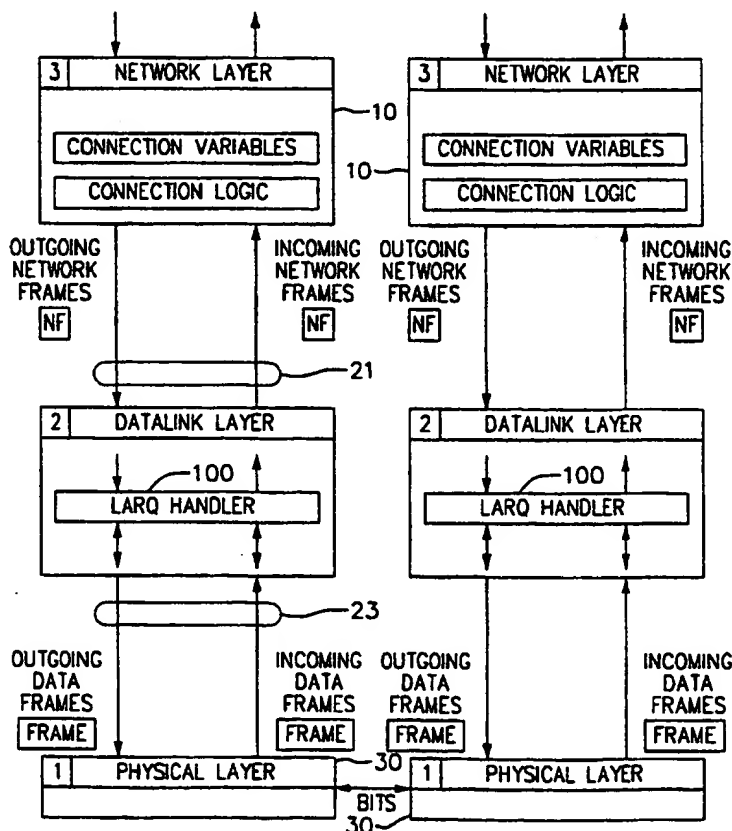 3 NETWORK LAYER
10
CONNECTION VARIABLES
CONNECTION LOGIC
OUTGOING
NETWORK
FRAMES
NF
INCOMING
NETWORK
FRAMES
NF
21
2 DATALINK LAYER
100
LARQ HANDLER
23
OUTGOING
DATA
FRAMES
FRAME
INCOMING
DATA
FRAMES
FRAME
30
1 PHYSICAL LAYER
BITS
3 NETWORK LAYER
10
CONNECTION VARIABLES
CONNECTION LOGIC
OUTGOING
NETWORK
FRAMES
NF
INCOMING
NETWORK
FRAMES
NF
2 DATALINK LAYER
100
LARQ HANDLER
OUTGOING
DATA
FRAMES
FRAME
INCOMING
DATA
FRAMES
FRAME
1 PHYSICAL LAYER
30